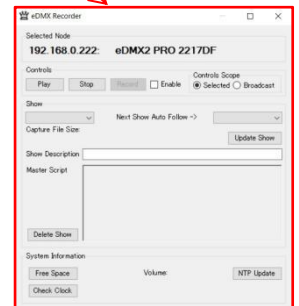 eDMX Recorder
Selected Node
192.168.0.222: eDMX2 PRO 2217DF
Controls
Controls Scope
Play Stop Record Enable Selected Broadcast
Show
Next Show Auto Follow ->
Capture File Size:
Update Show
Show Description
Master Script
Delete Show
System Information
Free Space Volume: NTP Update
Check Clock